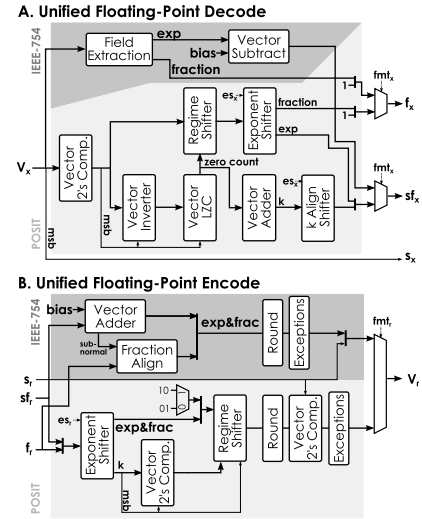 A. Unified Floating-Point Decode
IEEE-754
Field
Extraction
exp
bias
Vector
Subtract
fraction
1
fmtₓ
fₓ
Regime
Shifter
esₓ
Exponent
Shifter
fraction
1
exp
Vₓ
Vector
2's Comp.
zero count
msb
Vector
Inverter
Vector
LZC
Vector
Adder
k
esₓ
k Align
Shifter
fmtₓ
sfₓ
POSIT
msb
sₓ
B. Unified Floating-Point Encode
IEEE-754
bias
Vector
Adder
sub-
normal
Fraction
Align
exp&frac
Round
Exceptions
fmtᵣ
sᵣ
sfᵣ
fᵣ
Vᵣ
10
01
1
0
esᵣ
Exponent
Shifter
exp&frac
k
msb
Vector
2's Comp.
Regime
Shifter
Round
Vector
2's Comp.
Exceptions
POSIT